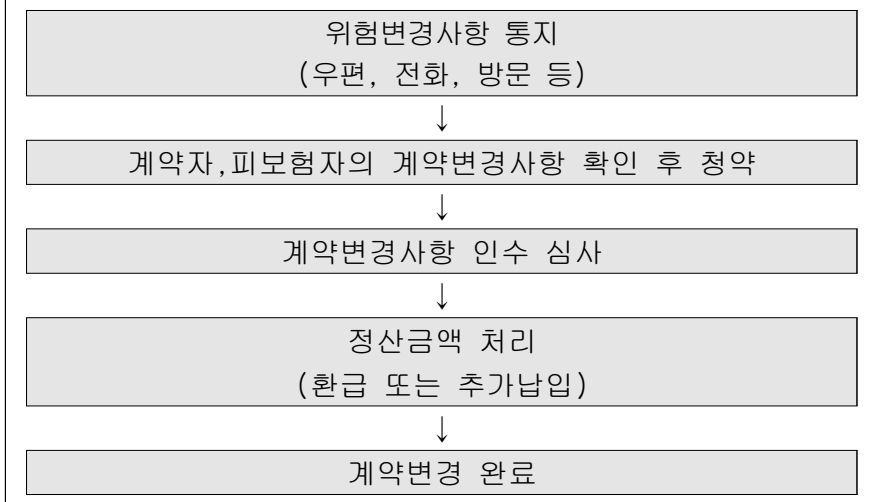 위험변경사항 통지
(우편, 전화, 방문 등)
↓
계약자,피보험자의 계약변경사항 확인 후 청약
↓
계약변경사항 인수 심사
↓
정산금액 처리
(환급 또는 추가납입)
↓
계약변경 완료